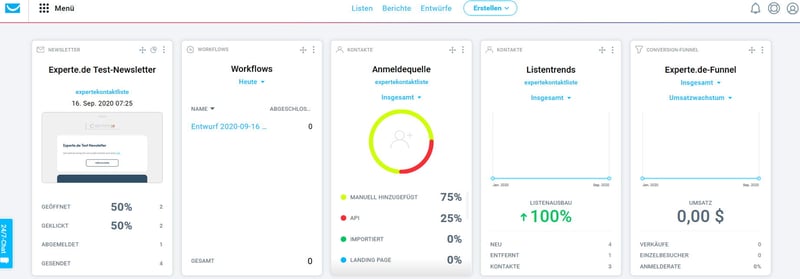 Menü
Listen Berichte Entwürfe Erstellen
NEWSLETTER
Experte.de Test-Newsletter
expertekontaktliste
16. Sep. 2020 07:25
Experte.de Test-Newsletter
GEÖFFNET 50% 2
GEKLICKT 50% 2
ABGEMELDET 1
GESENDET 4
WORKFLOWS
Workflows
Heute
NAME ABGESCHLOS...
Entwurf 2020-09-16 ... 0
GESAMT 0
KONTAKTE
Anmeldequelle
expertekontaktliste
Insgesamt
MANUELL HINZUGEFÜGT 75%
API 25%
IMPORTIERT 0%
LANDING PAGE 0%
KONTAKTE
Listentrends
expertekontaktliste
Insgesamt
Jan. 2020 Sep. 2020
LISTENAUSBAU
100%
NEU 4
ENTFERNT 1
KONTAKTE 3
CONVERSION-FUNNEL
Experte.de-Funnel
Insgesamt
Umsatzwachstum
Jan. 2020 Sep. 2020
UMSATZ
0,00 $
VERKÄUFE 0
EINZELBESUCHER 0
ANMELDERATE 0%
24/7-Chat